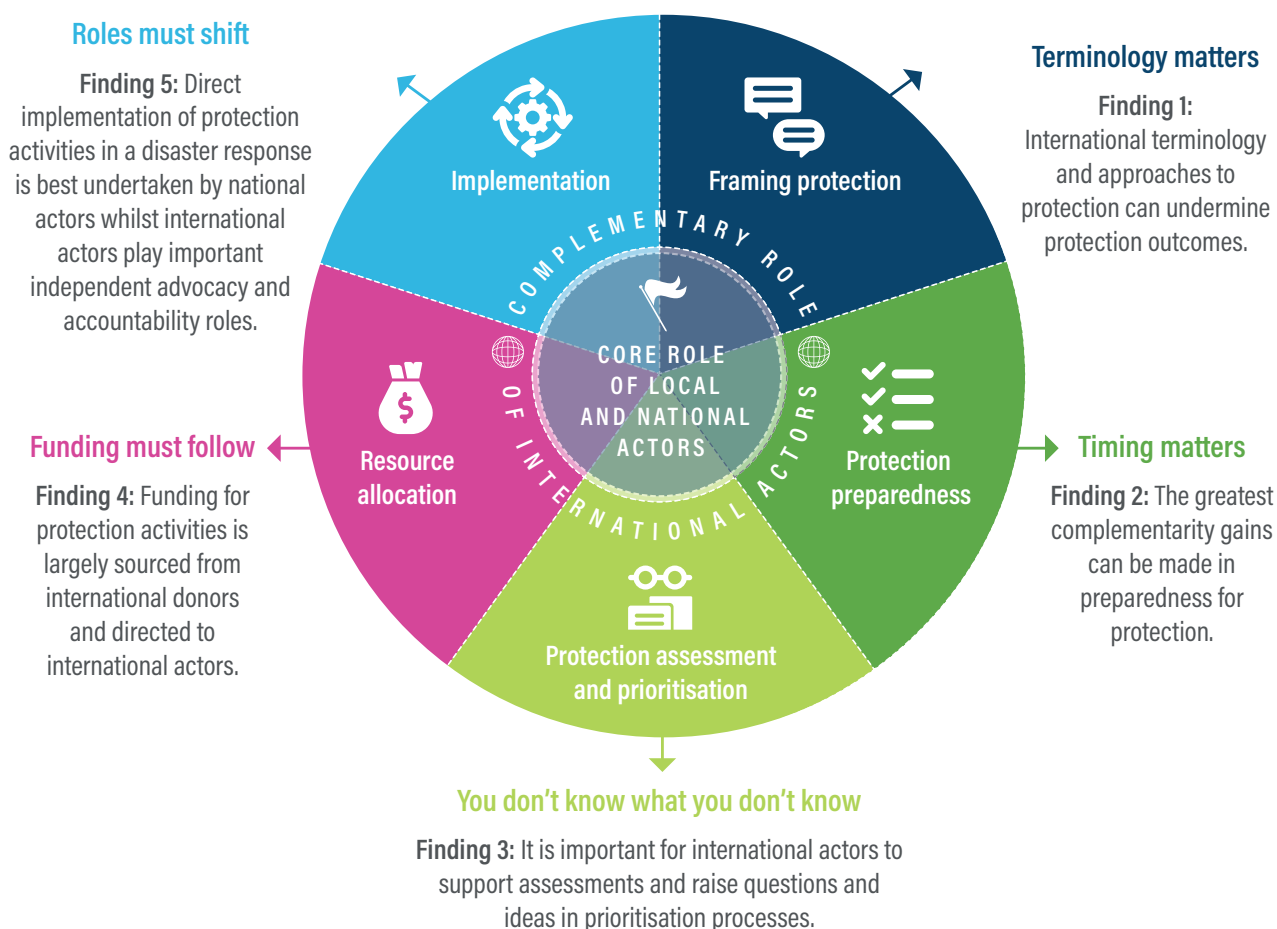 Roles must shift
Finding 5: Direct
implementation of protection
activities in a disaster response
is best undertaken by national
actors whilst international
actors play important
independent advocacy and
accountability roles.
Implementation
Framing protection
Terminology matters
Finding 1:
International terminology
and approaches to
protection can undermine
protection outcomes.
COMPLEMENTARY ROLE
OF INTERNATIONAL ACTORS
CORE ROLE
OF LOCAL
AND NATIONAL
ACTORS
Funding must follow
Finding 4: Funding for
protection activities is
largely sourced from
international donors
and directed to
international actors.
$
Resource
allocation
Protection
preparedness
Timing matters
Finding 2: The greatest
complementarity gains
can be made in
preparedness for
protection.
Protection assessment
and prioritisation
You don’t know what you don’t know
Finding 3: It is important for international actors to
support assessments and raise questions and
ideas in prioritisation processes.